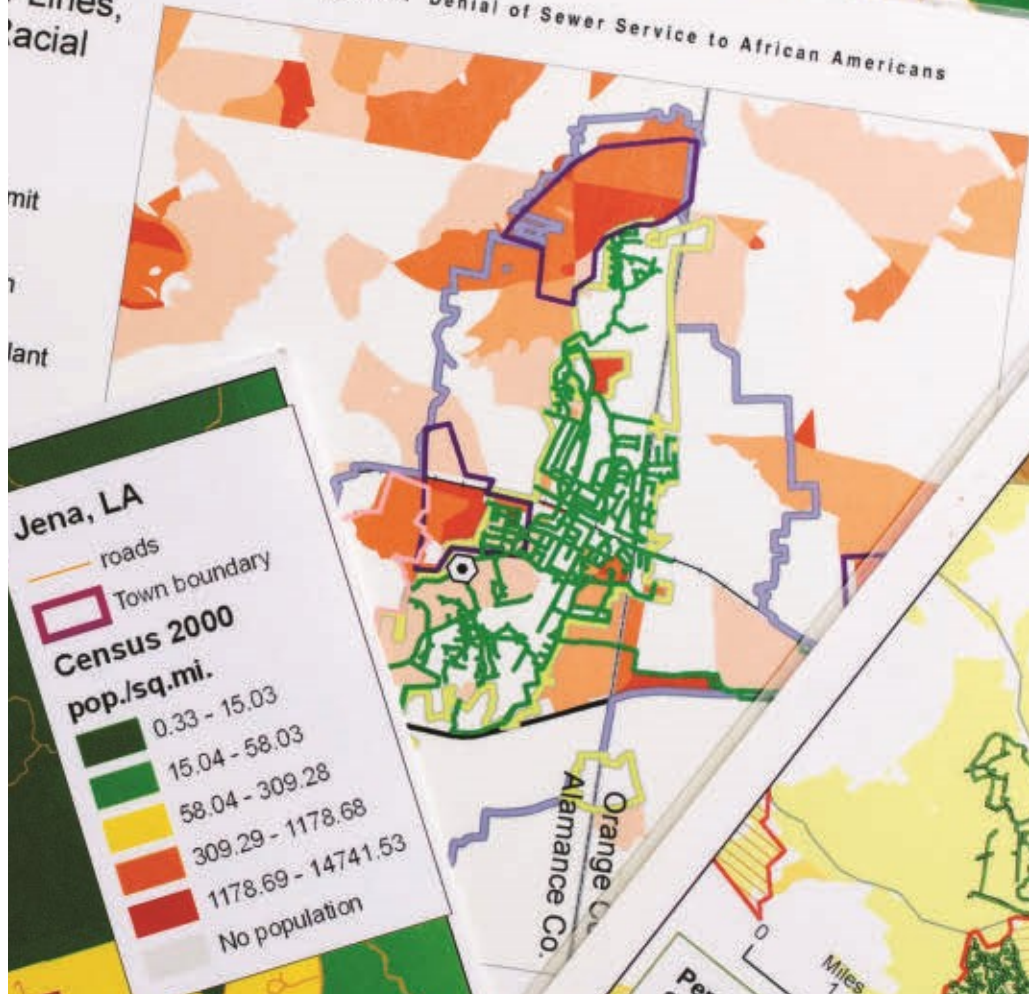 Lines,
acial
Denial of Sewer Service to African Americans
mit
lant
Jena, LA
roads
Town boundary
Census 2000
pop./sq.mi.
0.33 - 15.03
15.04 - 58.03
58.04 - 309.28
309.29 - 1178.68
1178.69 - 14741.53
No population
Alamance Co.
Orange C
0
Miles
1
Per